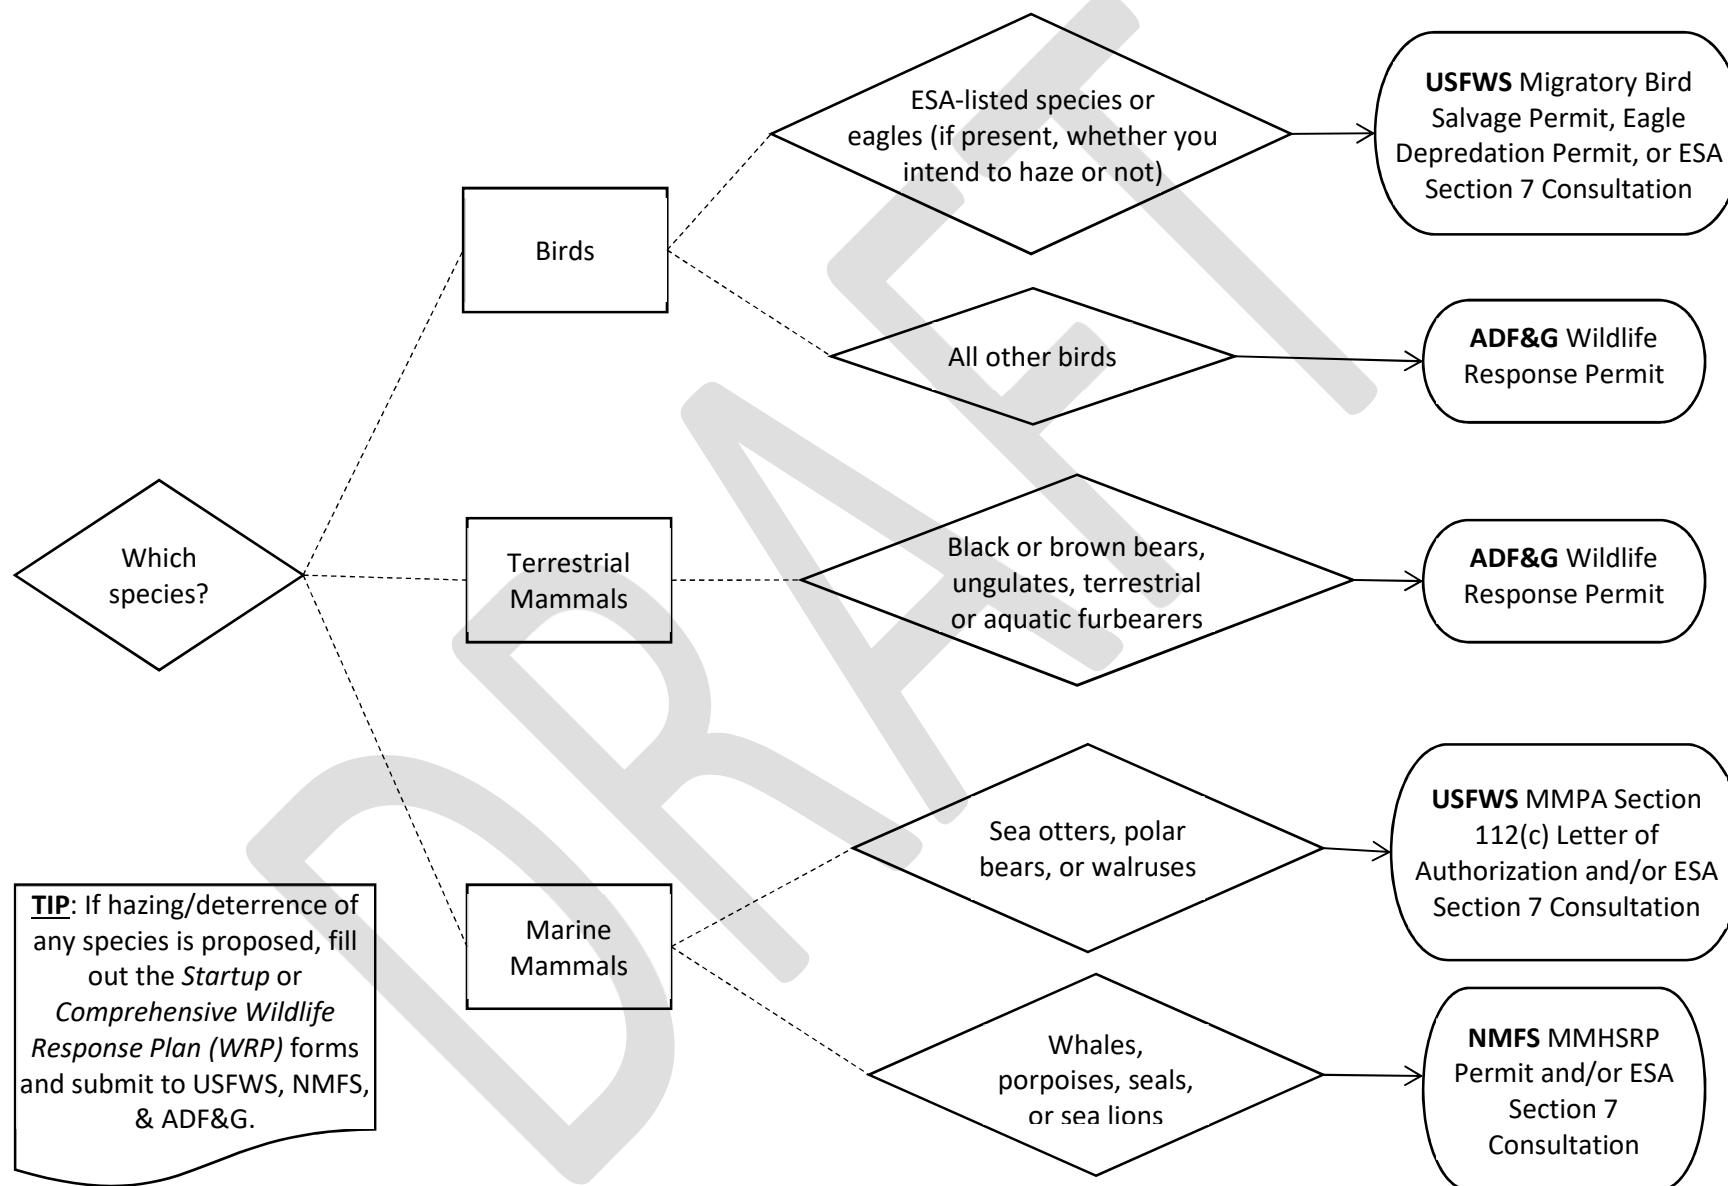 ESA-listed species or
eagles (if present, whether you
intend to haze or not)
USFWS Migratory Bird
Salvage Permit, Eagle
Depredation Permit, or ESA
Section 7 Consultation
Birds
All other birds
ADF&G Wildlife
Response Permit
Which
species?
Terrestrial
Mammals
Black or brown bears,
ungulates, terrestrial
or aquatic furbearers
ADF&G Wildlife
Response Permit
Marine
Mammals
Sea otters, polar
bears, or walruses
USFWS MMPA Section
112(c) Letter of
Authorization and/or ESA
Section 7 Consultation
Whales,
porpoises, seals,
or sea lions
NMFS MMHSRP
Permit and/or ESA
Section 7
Consultation
TIP: If hazing/deterrence of
any species is proposed, fill
out the Startup or
Comprehensive Wildlife
Response Plan (WRP) forms
and submit to USFWS, NMFS,
& ADF&G.
DRAFT